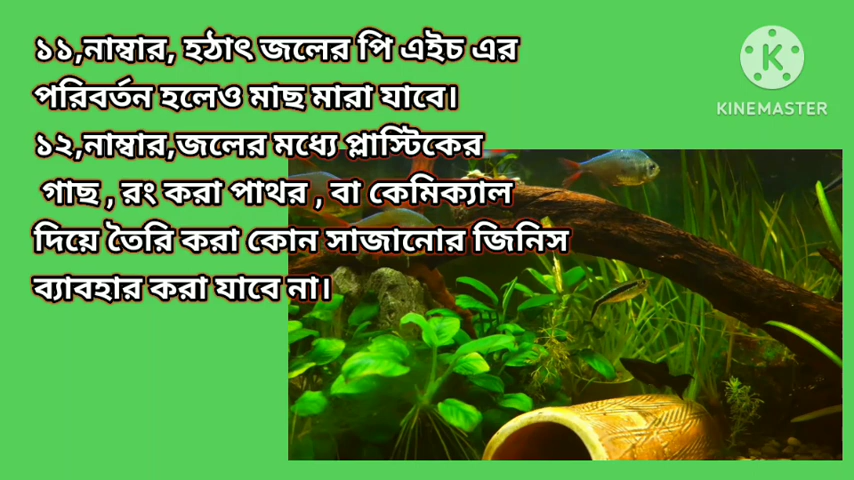 ১১,নাম্বার, হঠাৎ জলের পি এইচ এর
পরিবর্তন হলেও মাছ মারা যাবে।
১২,নাম্বার,জলের মধ্যে প্লাস্টিকের
গাছ , রং করা পাথর , বা কেমিক্যাল
দিয়ে তৈরি করা কোন সাজানোর জিনিস
ব্যাবহার করা যাবে না।
K
KINEMASTER